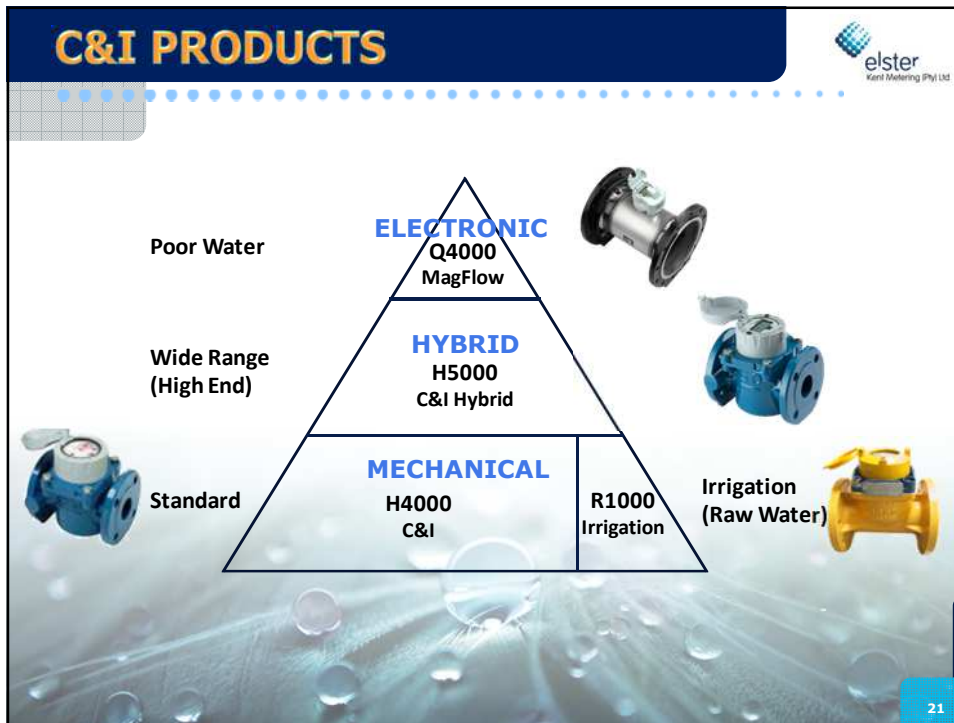 C&I PRODUCTS
elster
Kent Metering (Pty) Ltd
ELECTRONIC
Poor Water
Q4000
MagFlow
HYBRID
Wide Range
(High End)
H5000
C&I Hybrid
MECHANICAL
Standard
H4000
C&I
R1000
Irrigation
Irrigation
(Raw Water)
21